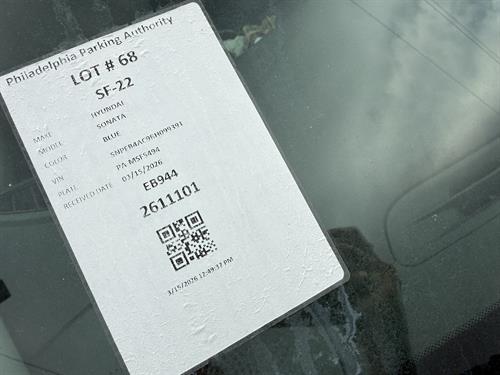 Philadelphia Parking Authority
LOT # 68
SF-22
MAKE HYUNDAI
MODEL SONATA
COLOR BLUE
VIN 5NPEB4AC9EH099391
PLATE PA-MSF5494
RECEIVED DATE 03/15/2026
EB944
2611101
3/15/2026 12:49:37 PM